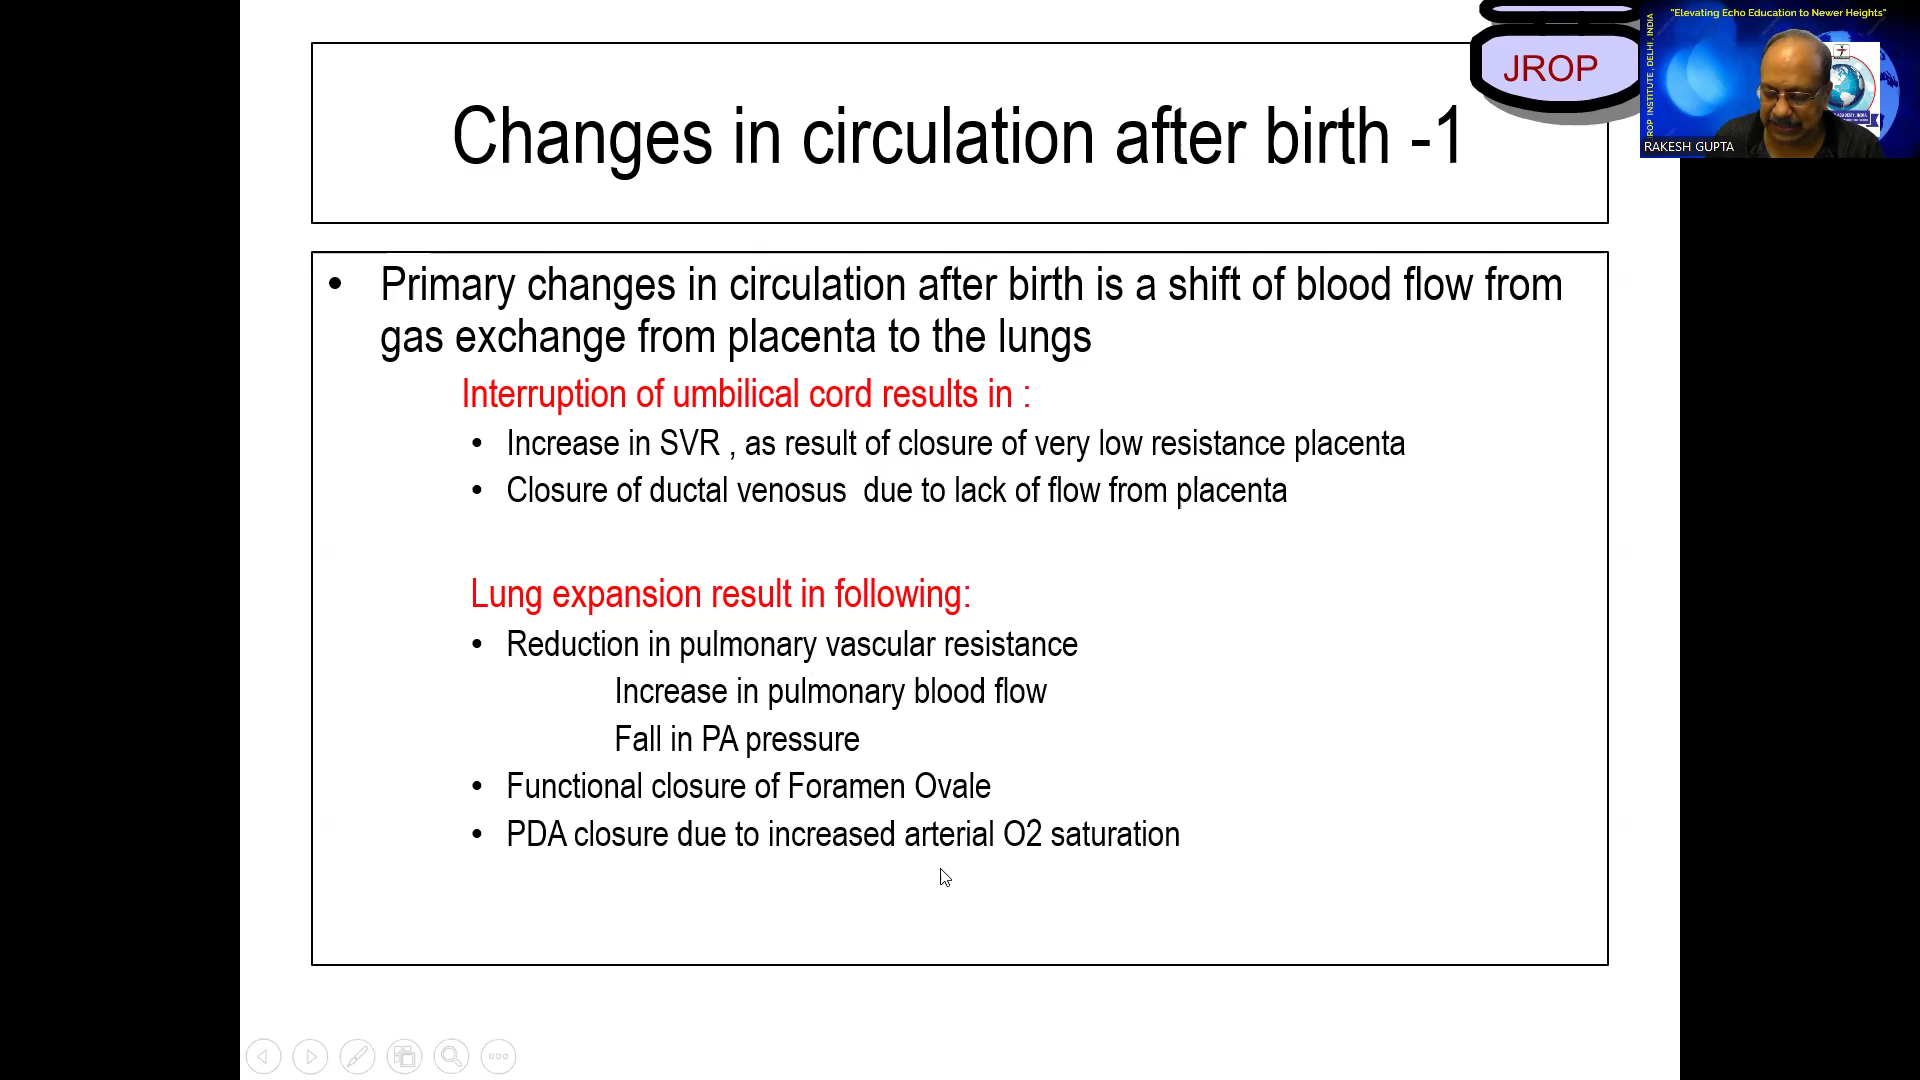 "Elevating Echo Education to Newer Heights"
JROP INSTITUTE, DELHI, INDIA
JROP
RAKESH GUPTA
Changes in circulation after birth -1
• Primary changes in circulation after birth is a shift of blood flow from
gas exchange from placenta to the lungs
Interruption of umbilical cord results in :
• Increase in SVR , as result of closure of very low resistance placenta
• Closure of ductal venosus due to lack of flow from placenta
Lung expansion result in following:
• Reduction in pulmonary vascular resistance
Increase in pulmonary blood flow
Fall in PA pressure
• Functional closure of Foramen Ovale
• PDA closure due to increased arterial O2 saturation